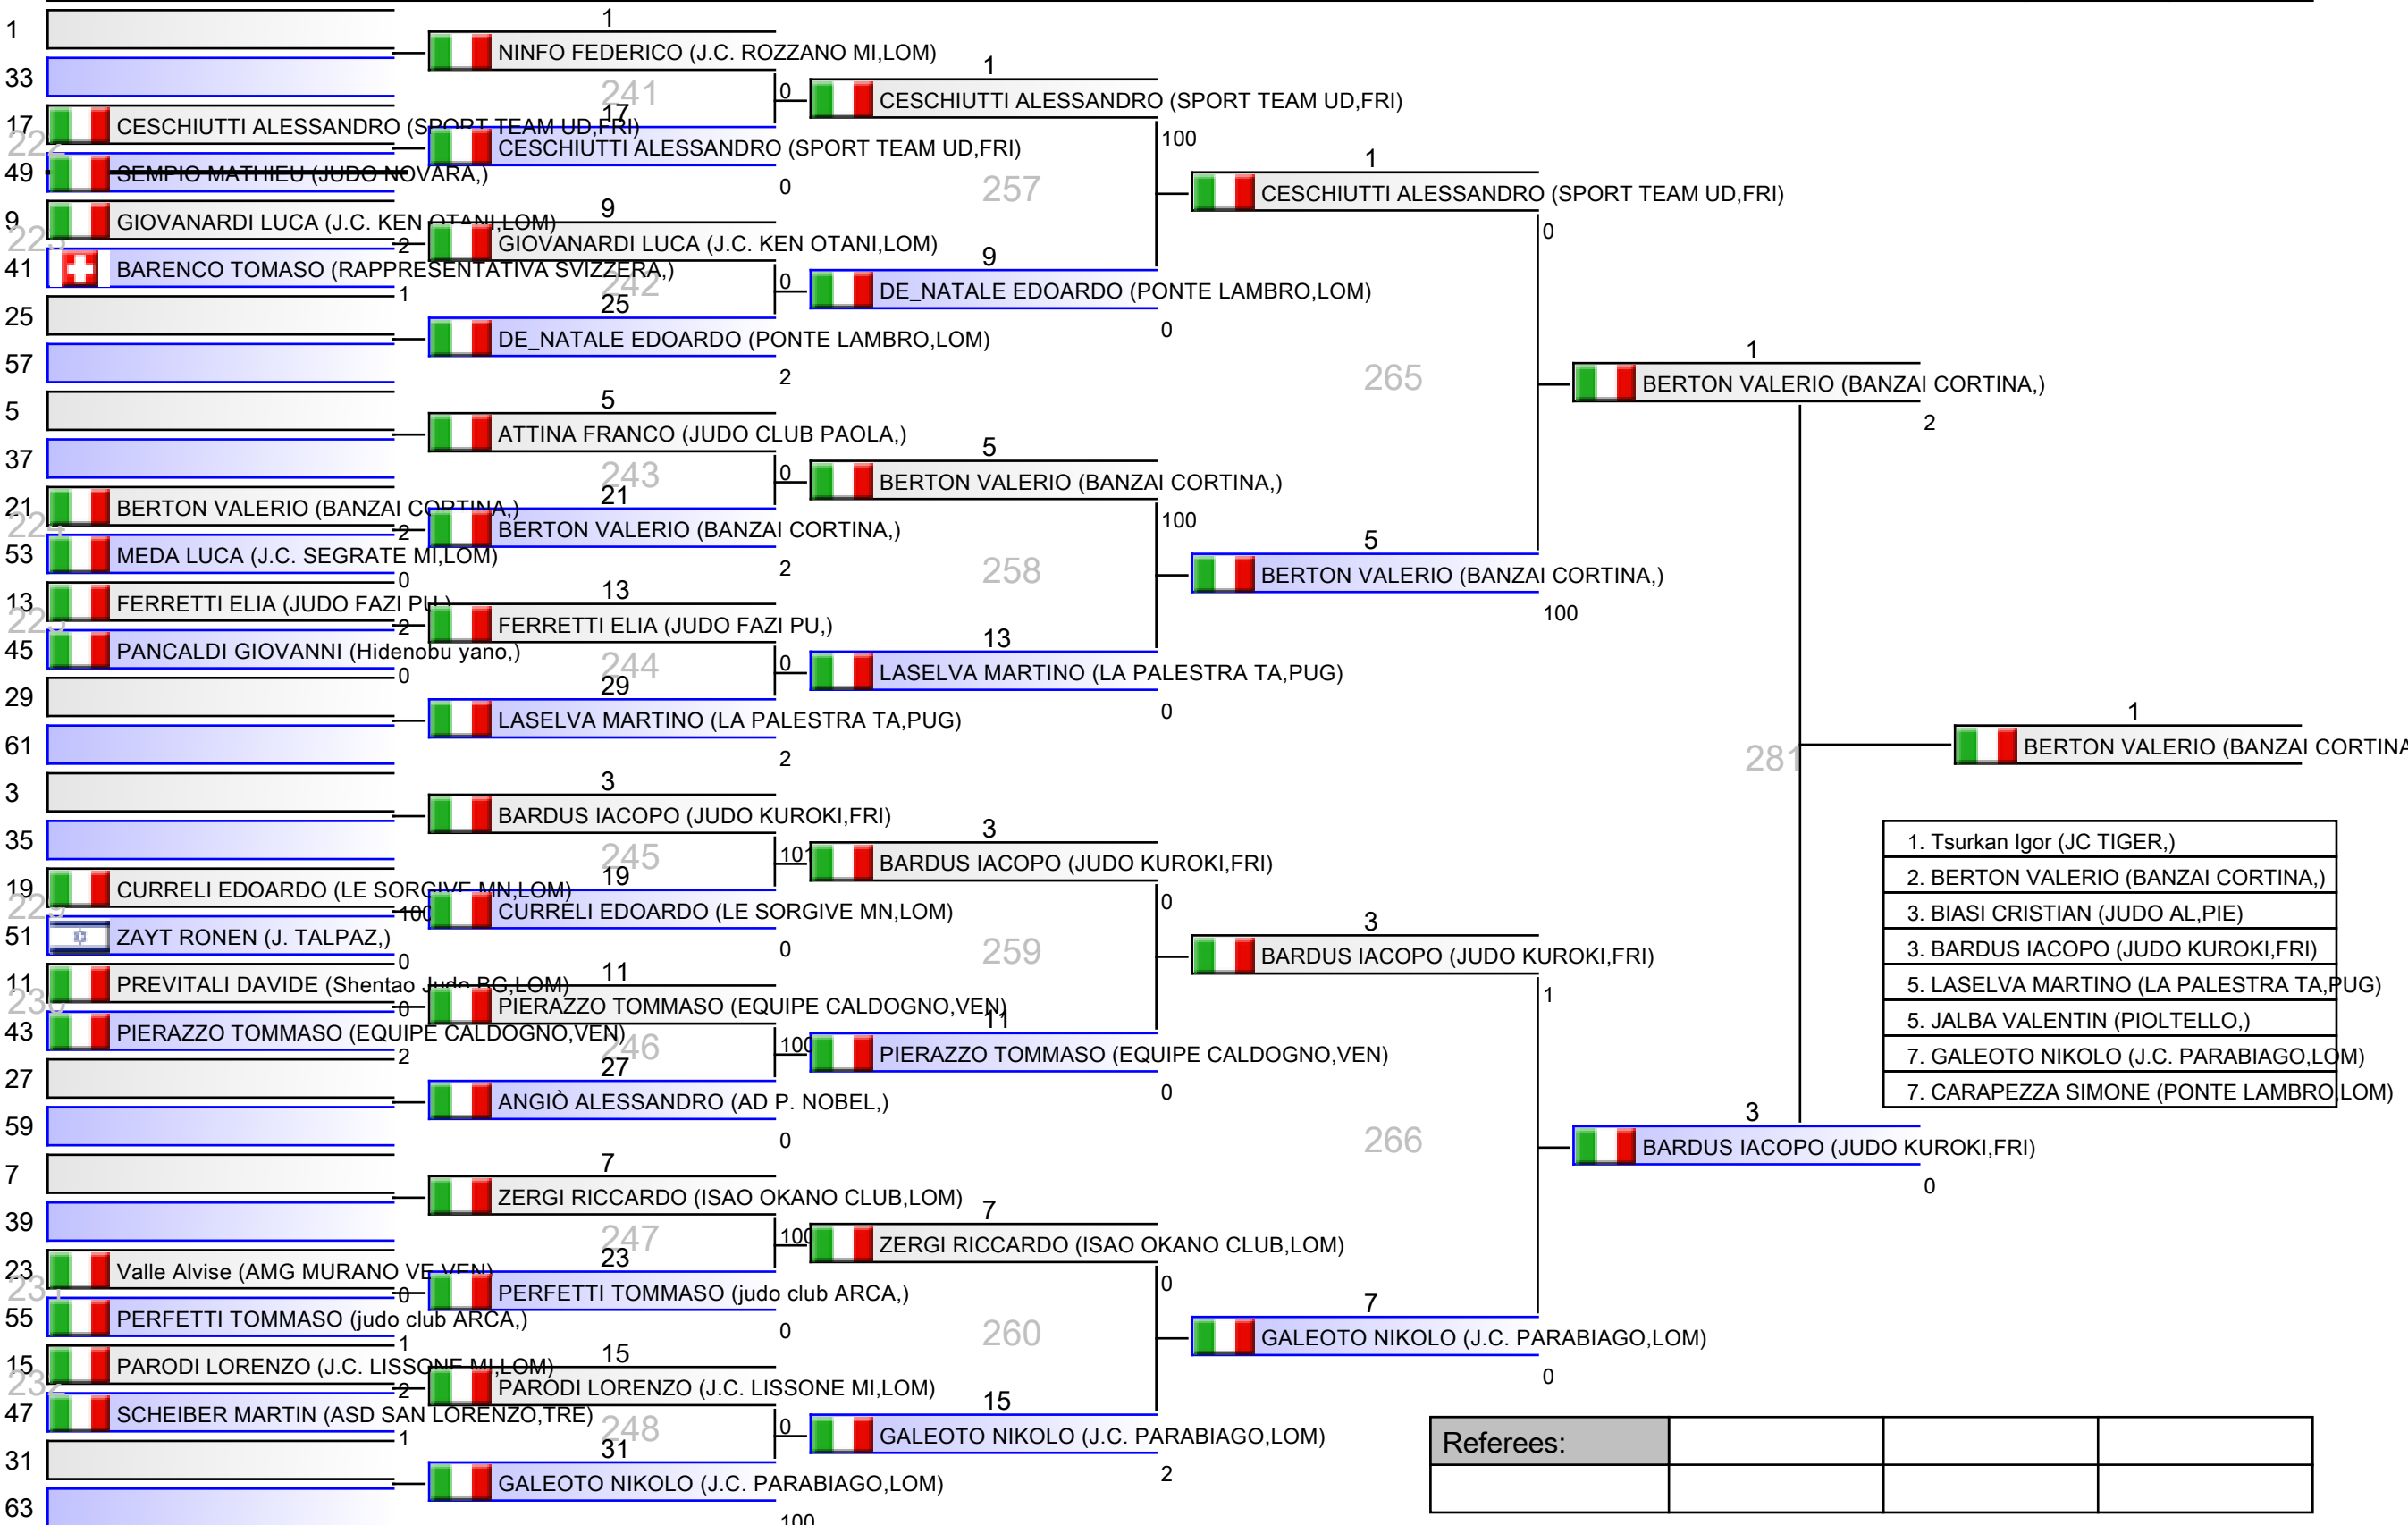 1
33
17 CESCHIUTTI ALESSANDRO (SPORT TEAM UD,FRI)
49 SEMPIO MATHIEU (JUDO NOVARA,)
9 GIOVANARDI LUCA (J.C. KEN OTANI,LOM)
2
41 BARENCO TOMASO (RAPPRESENTATIVA SVIZZERA,)
1
25
57
5
37
21 BERTON VALERIO (BANZAI CORTINA,)
2
53 MEDA LUCA (J.C. SEGRATE MI,LOM)
0
13 FERRETTI ELIA (JUDO FAZI PU,)
2
45 PANCALDI GIOVANNI (Hidenobu yano,)
0
29
61
3
35
19 CURRELI EDOARDO (LE SORGIVE MN,LOM)
100
51 ZAYT RONEN (J. TALPAZ,)
0
11 PREVITALI DAVIDE (Shentao Judo BG,LOM)
0
43 PIERAZZO TOMMASO (EQUIPE CALDOGNO,VEN)
2
27
59
7
39
23 Valle Alvise (AMG MURANO VE,VEN)
0
55 PERFETTI TOMMASO (judo club ARCA,)
1
15 PARODI LORENZO (J.C. LISSONE MI,LOM)
2
47 SCHEIBER MARTIN (ASD SAN LORENZO,TRE)
1
31
63
1
NINFO FEDERICO (J.C. ROZZANO MI,LOM)
241
0
17
CESCHIUTTI ALESSANDRO (SPORT TEAM UD,FRI)
0
9
GIOVANARDI LUCA (J.C. KEN OTANI,LOM)
242
0
25
DE_NATALE EDOARDO (PONTE LAMBRO,LOM)
2
5
ATTINA FRANCO (JUDO CLUB PAOLA,)
243
0
21
BERTON VALERIO (BANZAI CORTINA,)
2
13
FERRETTI ELIA (JUDO FAZI PU,)
244
0
29
LASELVA MARTINO (LA PALESTRA TA,PUG)
2
3
BARDUS IACOPO (JUDO KUROKI,FRI)
245
101
19
CURRELI EDOARDO (LE SORGIVE MN,LOM)
0
11
PIERAZZO TOMMASO (EQUIPE CALDOGNO,VEN)
246
100
27
ANGIÒ ALESSANDRO (AD P. NOBEL,)
0
7
ZERGI RICCARDO (ISAO OKANO CLUB,LOM)
247
100
23
PERFETTI TOMMASO (judo club ARCA,)
0
15
PARODI LORENZO (J.C. LISSONE MI,LOM)
248
0
31
GALEOTO NIKOLO (J.C. PARABIAGO,LOM)
100
1
CESCHIUTTI ALESSANDRO (SPORT TEAM UD,FRI)
100
257
9
DE_NATALE EDOARDO (PONTE LAMBRO,LOM)
0
5
BERTON VALERIO (BANZAI CORTINA,)
100
258
13
LASELVA MARTINO (LA PALESTRA TA,PUG)
0
3
BARDUS IACOPO (JUDO KUROKI,FRI)
0
259
11
PIERAZZO TOMMASO (EQUIPE CALDOGNO,VEN)
0
7
ZERGI RICCARDO (ISAO OKANO CLUB,LOM)
0
260
15
GALEOTO NIKOLO (J.C. PARABIAGO,LOM)
2
1
CESCHIUTTI ALESSANDRO (SPORT TEAM UD,FRI)
0
265
5
BERTON VALERIO (BANZAI CORTINA,)
100
3
BARDUS IACOPO (JUDO KUROKI,FRI)
1
266
7
GALEOTO NIKOLO (J.C. PARABIAGO,LOM)
0
1
BERTON VALERIO (BANZAI CORTINA,)
2
281
3
BARDUS IACOPO (JUDO KUROKI,FRI)
0
1
BERTON VALERIO (BANZAI CORTINA
1. Tsurkan Igor (JC TIGER,)
2. BERTON VALERIO (BANZAI CORTINA,)
3. BIASI CRISTIAN (JUDO AL,PIE)
3. BARDUS IACOPO (JUDO KUROKI,FRI)
5. LASELVA MARTINO (LA PALESTRA TA,PUG)
5. JALBA VALENTIN (PIOLTELLO,)
7. GALEOTO NIKOLO (J.C. PARABIAGO,LOM)
7. CARAPEZZA SIMONE (PONTE LAMBRO,LOM)
Referees: